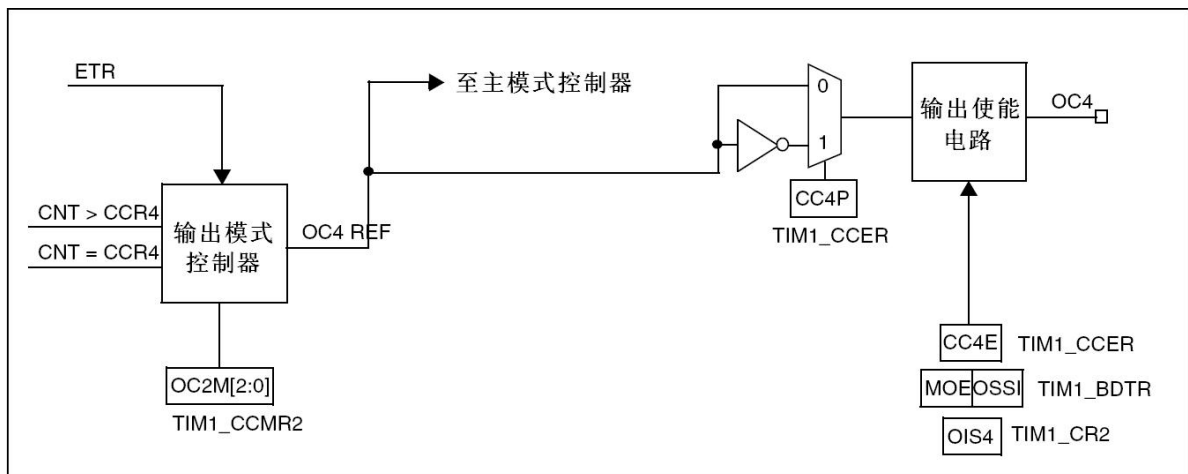 ETR
至主模式控制器
0
1
输出使能
电路
OC4
CC4P
TIM1_CCER
CNT > CCR4
CNT = CCR4
输出模式
控制器
OC4 REF
OC2M[2:0]
TIM1_CCMR2
CC4E TIM1_CCER
MOE OSSI TIM1_BDTR
OIS4 TIM1_CR2